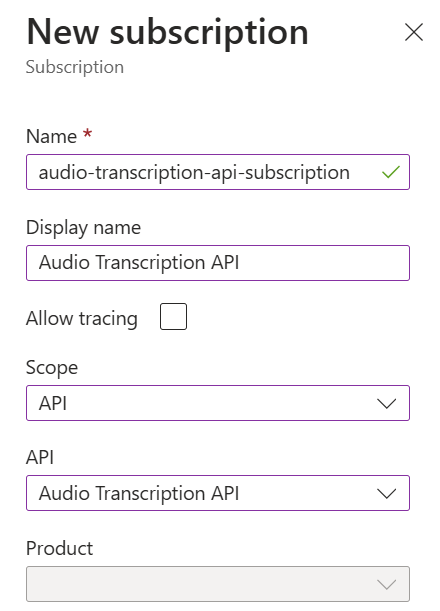 New subscription
Subscription
Name *
audio-transcription-api-subscription
Display name
Audio Transcription API
Allow tracing
Scope
API
API
Audio Transcription API
Product